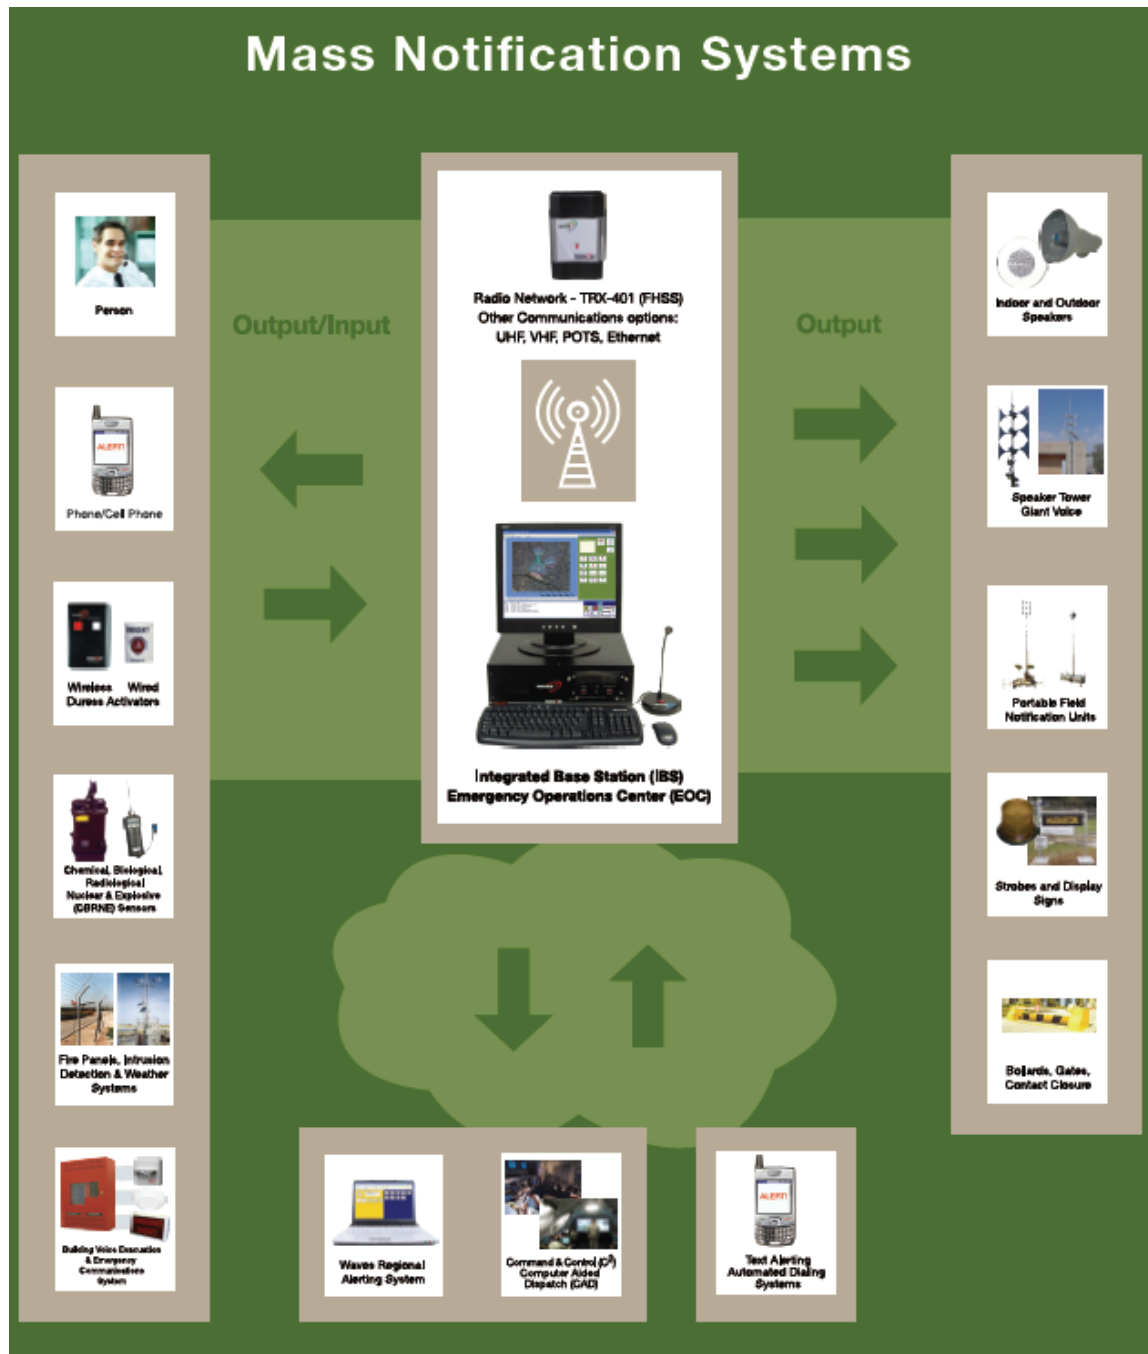 Mass Notification Systems
Person
Phone/Cell Phone
ALERT!
Wireless Wired
Duress Activators
Chemical, Biological,
Radiological
Nuclear & Explosive
(CBRNE) Sensors
Fire Panels, Intrusion
Detection & Weather
Systems
Building Voice Evacuation
& Emergency
Communications
System
Output/Input
Radio Network - TRX-401 (FHSS)
Other Communications options:
UHF, VHF, POTS, Ethernet
Integrated Base Station (IBS)
Emergency Operations Center (EOC)
Output
Indoor and Outdoor
Speakers
Speaker Tower
Giant Voice
Portable Field
Notification Units
Strobes and Display
Signs
Bollards, Gates,
Contact Closure
Waves Regional
Alerting System
Command & Control (C²)
Computer Aided
Dispatch (CAD)
ALERT!
Text Alerting
Automated Dialing
Systems